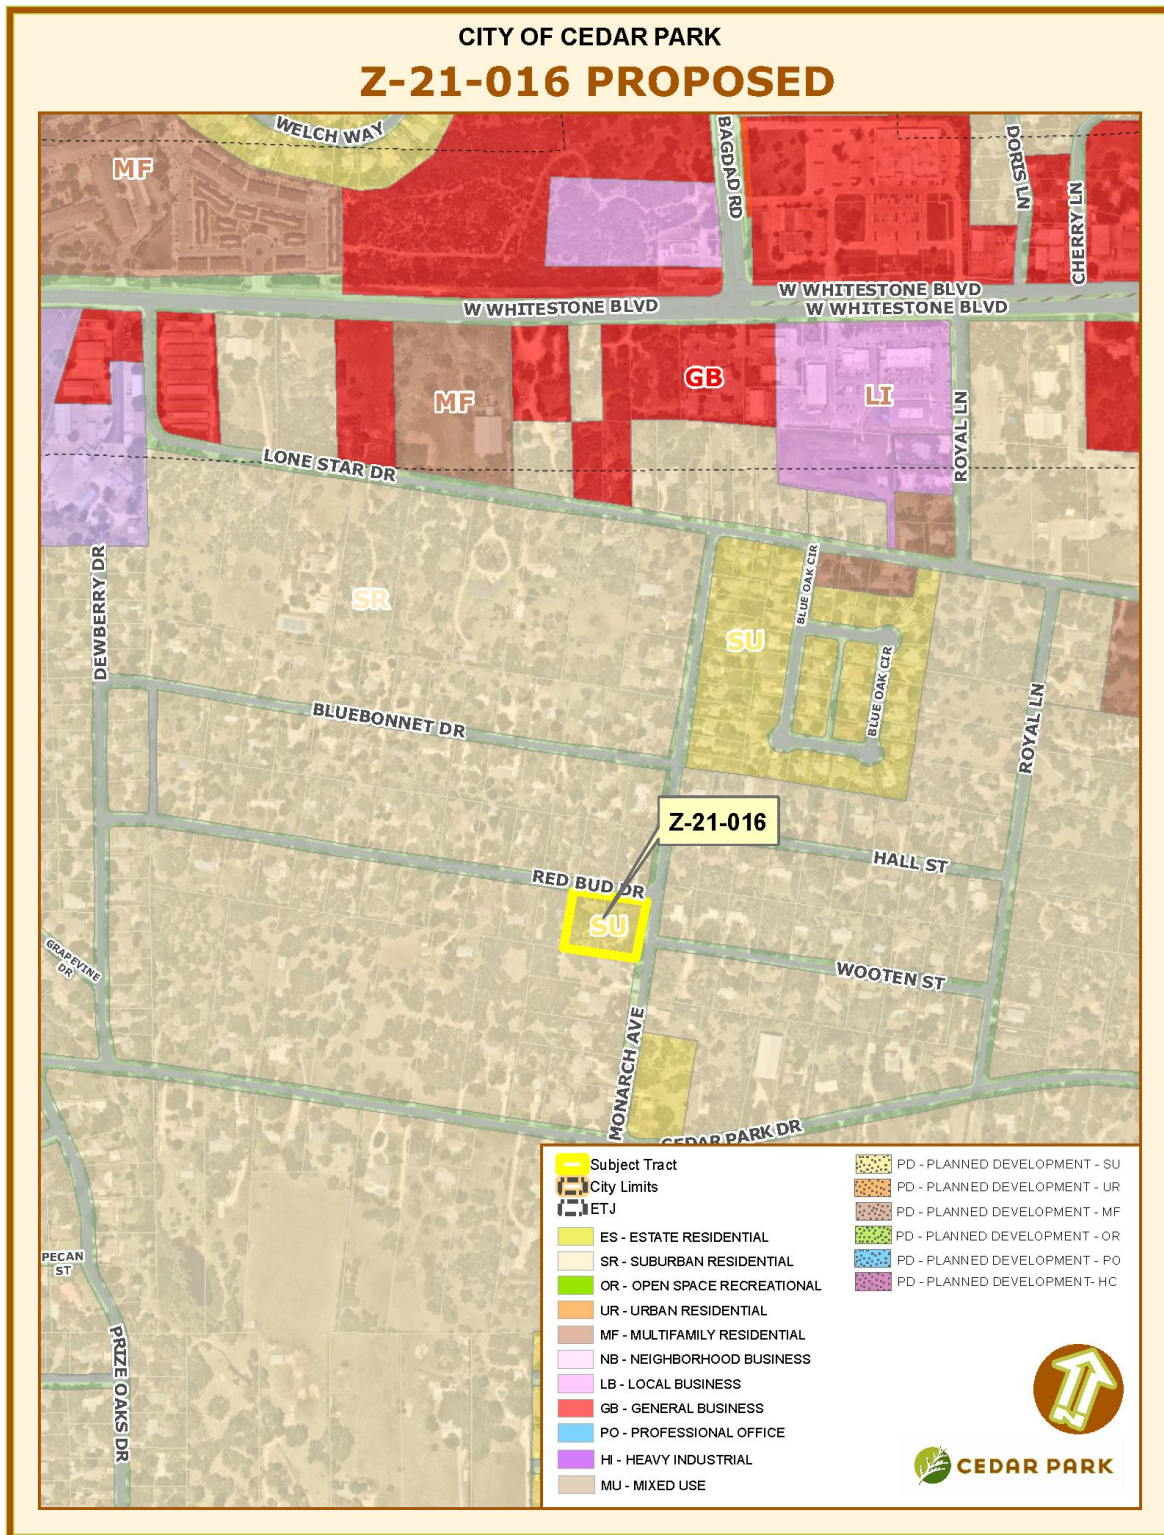 CITY OF CEDAR PARK
Z-21-016 PROPOSED
WELCH WAY
MF
BAGDAD RD
DORIS LN
CHERRY LN
W WHITESTONE BLVD
W WHITESTONE BLVD
W WHITESTONE BLVD
GB
LI
MF
ROYAL LN
LONE STAR DR
DEWBERRY DR
SR
BLUE OAK CIR
SU
BLUE OAK CIR
ROYAL LN
BLUEBONNET DR
Z-21-016
HALL ST
RED BUD DR
SU
GRAPEVINE
DR
WOOTEN ST
MONARCH AVE
CEDAR PARK DR
PECAN
ST
PRIZE OAKS DR
Subject Tract
City Limits
ETJ
ES - ESTATE RESIDENTIAL
SR - SUBURBAN RESIDENTIAL
OR - OPEN SPACE RECREATIONAL
UR - URBAN RESIDENTIAL
MF - MULTIFAMILY RESIDENTIAL
NB - NEIGHBORHOOD BUSINESS
LB - LOCAL BUSINESS
GB - GENERAL BUSINESS
PO - PROFESSIONAL OFFICE
HI - HEAVY INDUSTRIAL
MU - MIXED USE
PD - PLANNED DEVELOPMENT - SU
PD - PLANNED DEVELOPMENT - UR
PD - PLANNED DEVELOPMENT - MF
PD - PLANNED DEVELOPMENT - OR
PD - PLANNED DEVELOPMENT - PO
PD - PLANNED DEVELOPMENT- HC
N
CEDAR PARK